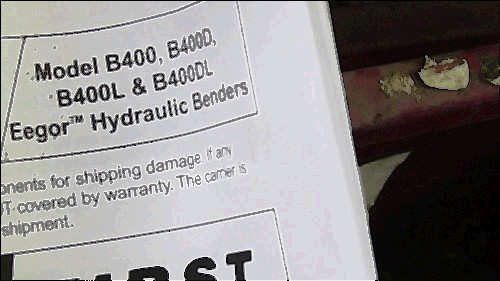 Model B400, B400D,
B400L & B400DL
Eegor™ Hydraulic Benders
onents for shipping damage. If any
OT covered by warranty. The carrier is
shipment.